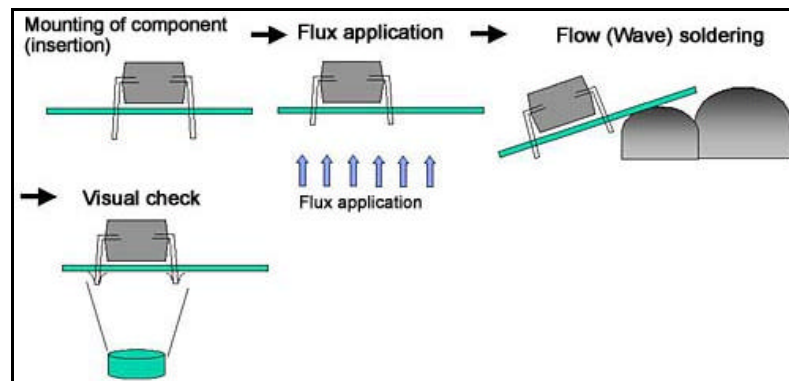 Mounting of component
(insertion)
Flux application
Flow (Wave) soldering
Flux application
Visual check